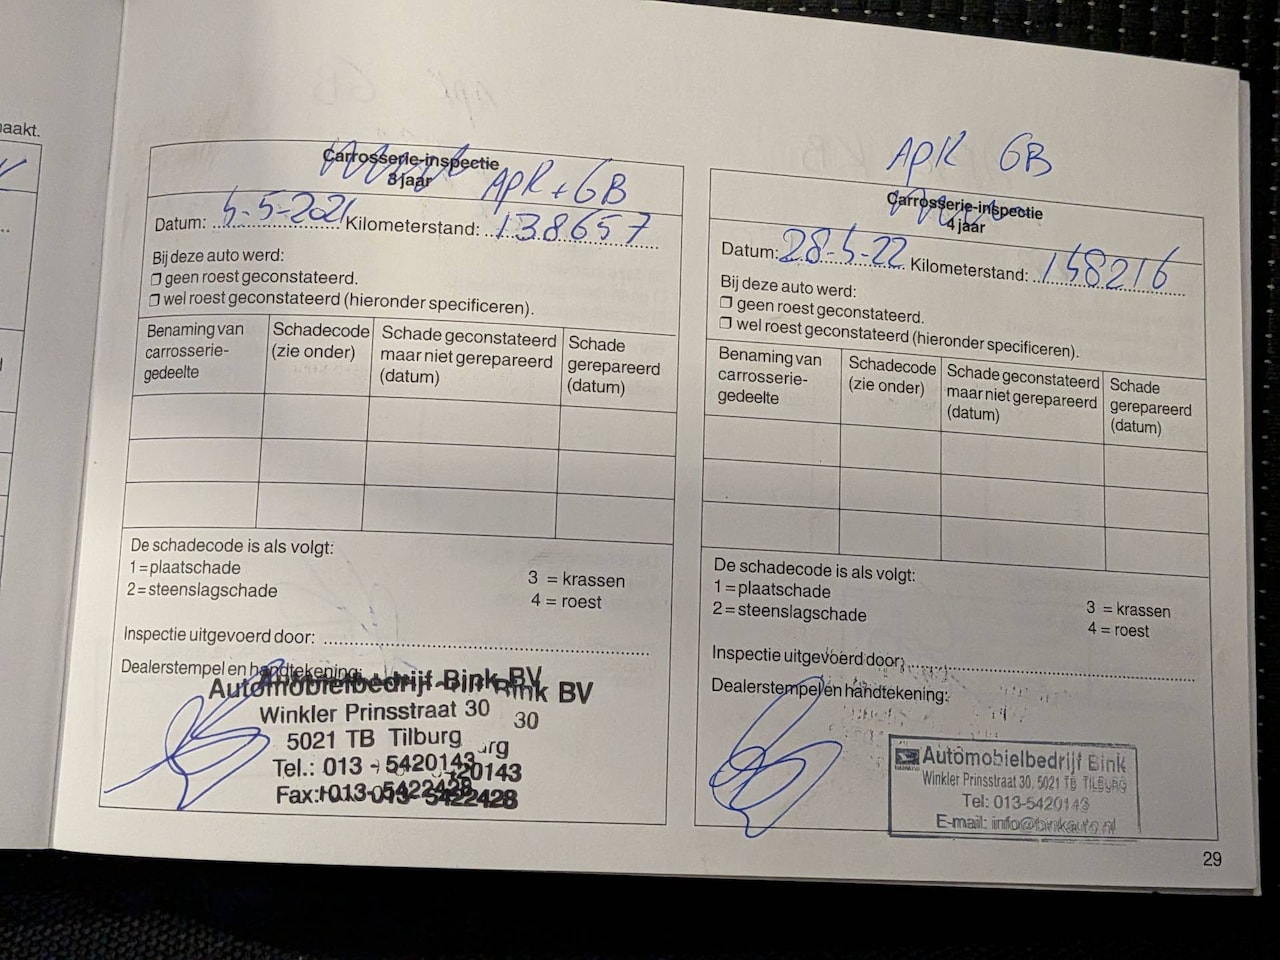 aakt.
Carrosserie-inspectie
3 jaar
APK + GB
Datum: 5-5-2021 Kilometerstand: 138657
Bij deze auto werd:
❒ geen roest geconstateerd.
❒ wel roest geconstateerd (hieronder specificeren).
Benaming van carrosserie-gedeelte
Schadecode (zie onder)
Schade geconstateerd maar niet gerepareerd (datum)
Schade gerepareerd (datum)
De schadecode is als volgt:
1 = plaatschade
2 = steenslagschade
3 = krassen
4 = roest
Inspectie uitgevoerd door:
Dealerstempel en handtekening:
Automobielbedrijf Bink BV
Bink BV
Winkler Prinsstraat 30
30
5021 TB Tilburg
urg
Tel.: 013 - 5420143
20143
Fax: 013-5422428
013- 5422428
APK GB
Carrosserie-inspectie
4 jaar
Datum: 28-5-22 Kilometerstand: 158216
Bij deze auto werd:
❒ geen roest geconstateerd.
❒ wel roest geconstateerd (hieronder specificeren).
Benaming van carrosserie-gedeelte
Schadecode (zie onder)
Schade geconstateerd maar niet gerepareerd (datum)
Schade gerepareerd (datum)
De schadecode is als volgt:
1 = plaatschade
2 = steenslagschade
3 = krassen
4 = roest
Inspectie uitgevoerd door:
Dealerstempel en handtekening:
Automobielbedrijf Bink
Winkler Prinsstraat 30, 5021 TB TILBURG
Tel: 013-5420143
E-mail: info@binkauto.nl
29